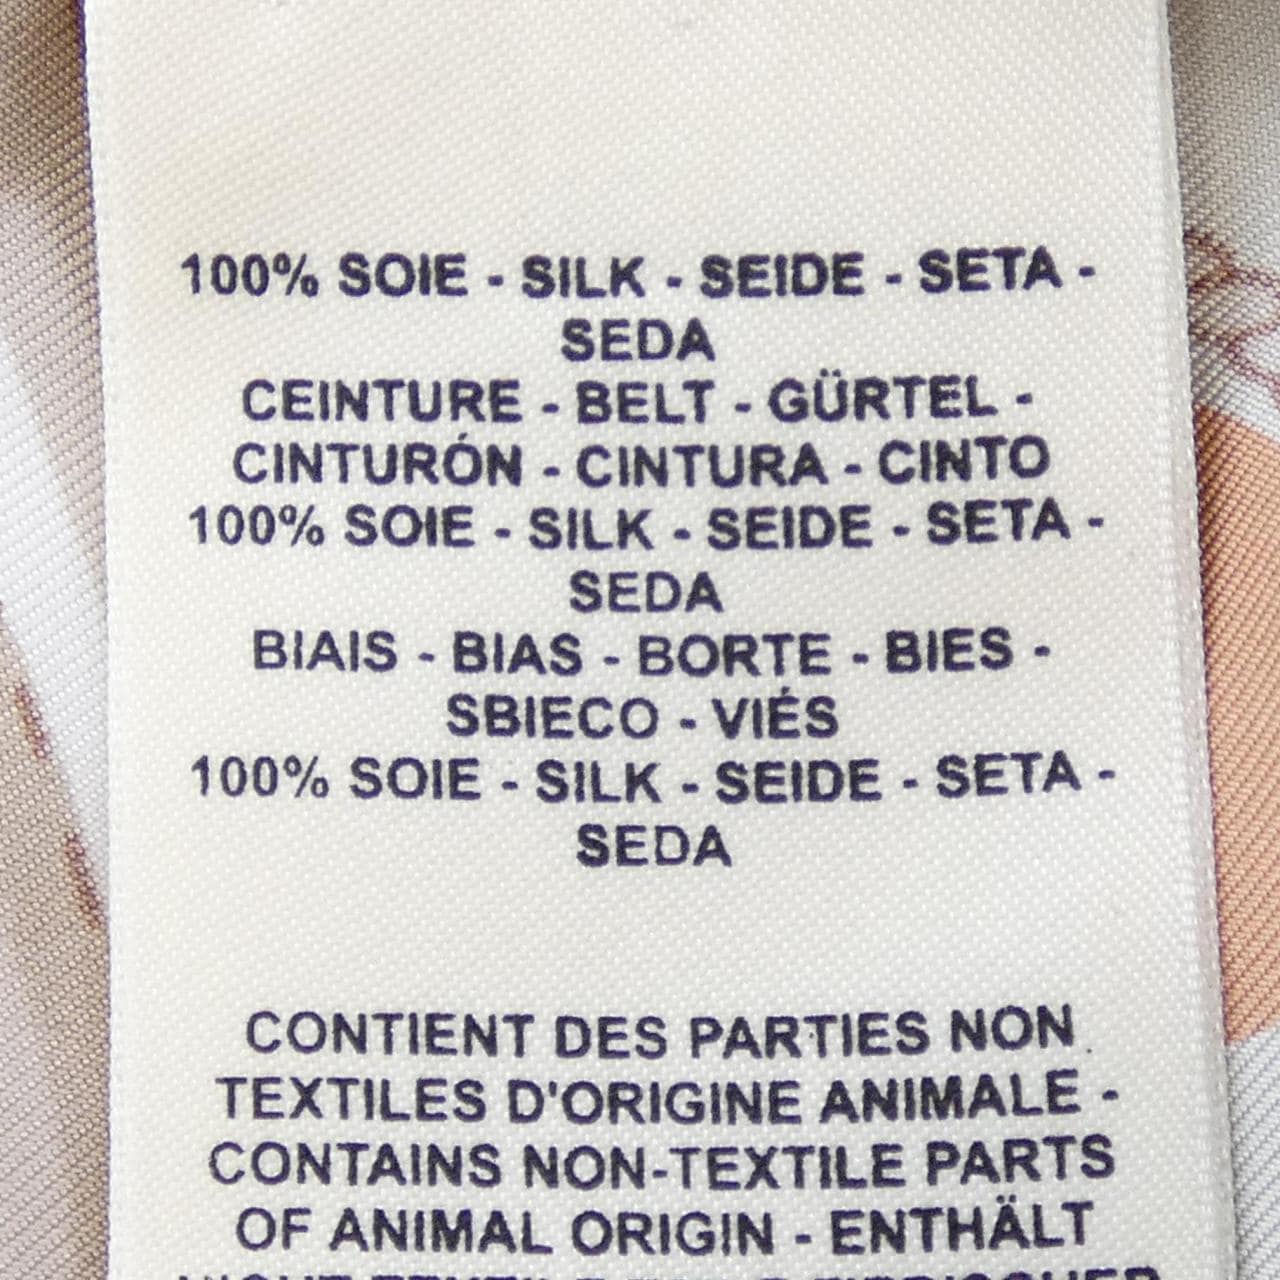 100% SOIE - SILK - SEIDE - SETA -
SEDA
CEINTURE - BELT - GÜRTEL -
CINTURÓN - CINTURA - CINTO
100% SOIE - SILK - SEIDE - SETA -
SEDA
BIAIS - BIAS - BORTE - BIES -
SBIECO - VIÉS
100% SOIE - SILK - SEIDE - SETA -
SEDA
CONTIENT DES PARTIES NON
TEXTILES D'ORIGINE ANIMALE -
CONTAINS NON-TEXTILE PARTS
OF ANIMAL ORIGIN - ENTHÄLT